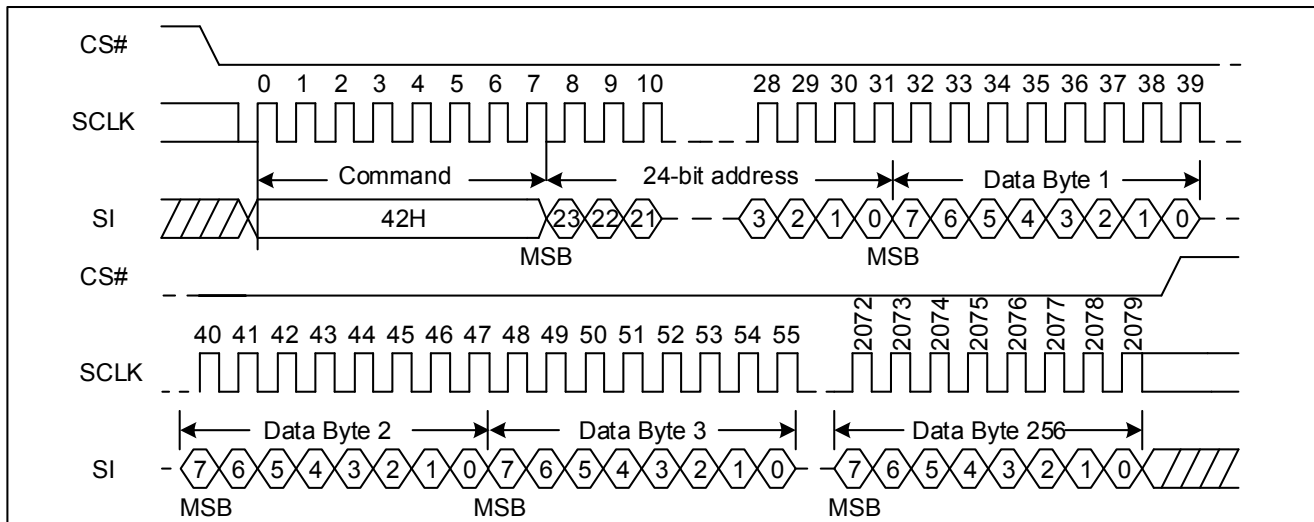 CS#
0 1 2 3 4 5 6 7 8 9 10 28 29 30 31 32 33 34 35 36 37 38 39
SCLK
Command 24-bit address Data Byte 1
SI 42H 23 22 21 3 2 1 0 7 6 5 4 3 2 1 0
MSB MSB
CS#
40 41 42 43 44 45 46 47 48 49 50 51 52 53 54 55 2072 2073 2074 2075 2076 2077 2078 2079
SCLK
Data Byte 2 Data Byte 3 Data Byte 256
SI 7 6 5 4 3 2 1 0 7 6 5 4 3 2 1 0 7 6 5 4 3 2 1 0
MSB MSB MSB